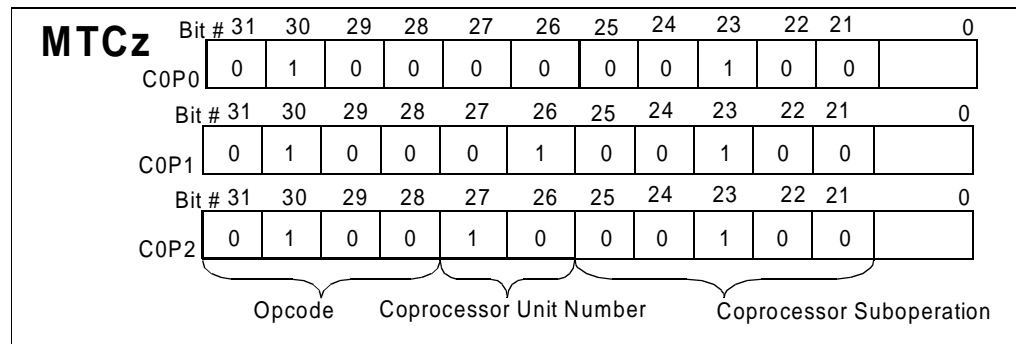 MTCz
Bit # 31 30 29 28 27 26 25 24 23 22 21 0
C0P0 0 1 0 0 0 0 0 0 1 0 0
Bit # 31 30 29 28 27 26 25 24 23 22 21 0
C0P1 0 1 0 0 0 1 0 0 1 0 0
Bit # 31 30 29 28 27 26 25 24 23 22 21 0
C0P2 0 1 0 0 1 0 0 0 1 0 0
Opcode Coprocessor Unit Number Coprocessor Suboperation